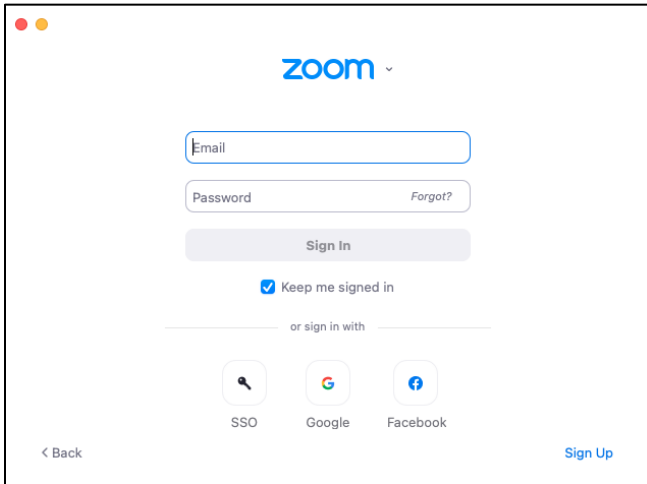 zoom
Email
Password Forgot?
Sign In
Keep me signed in
or sign in with
SSO Google Facebook
< Back Sign Up